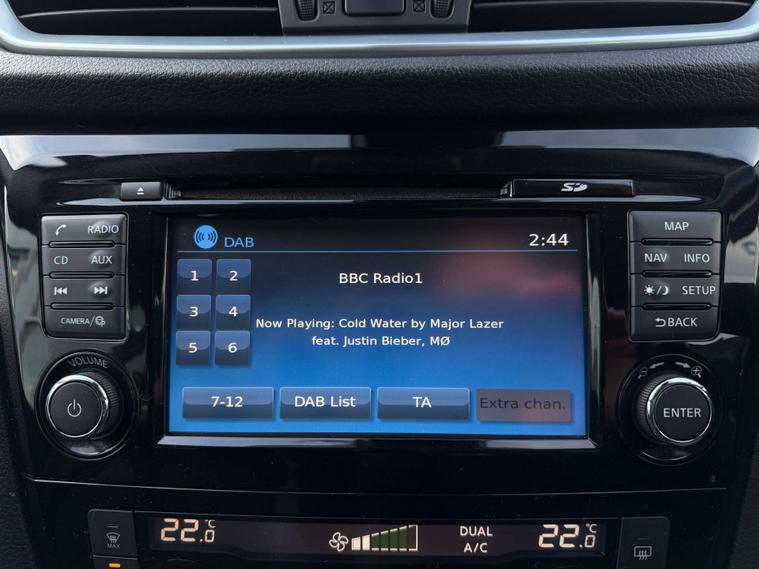 SD
RADIO
CD AUX
CAMERA/
VOLUME
MAP
NAV INFO
SETUP
BACK
ENTER
DAB 2:44
1 2
3 4
5 6
BBC Radio1
Now Playing: Cold Water by Major Lazer
feat. Justin Bieber, MØ
7-12 DAB List TA Extra chan.
MAX
22.0°C
DUAL
A/C
22.0°C